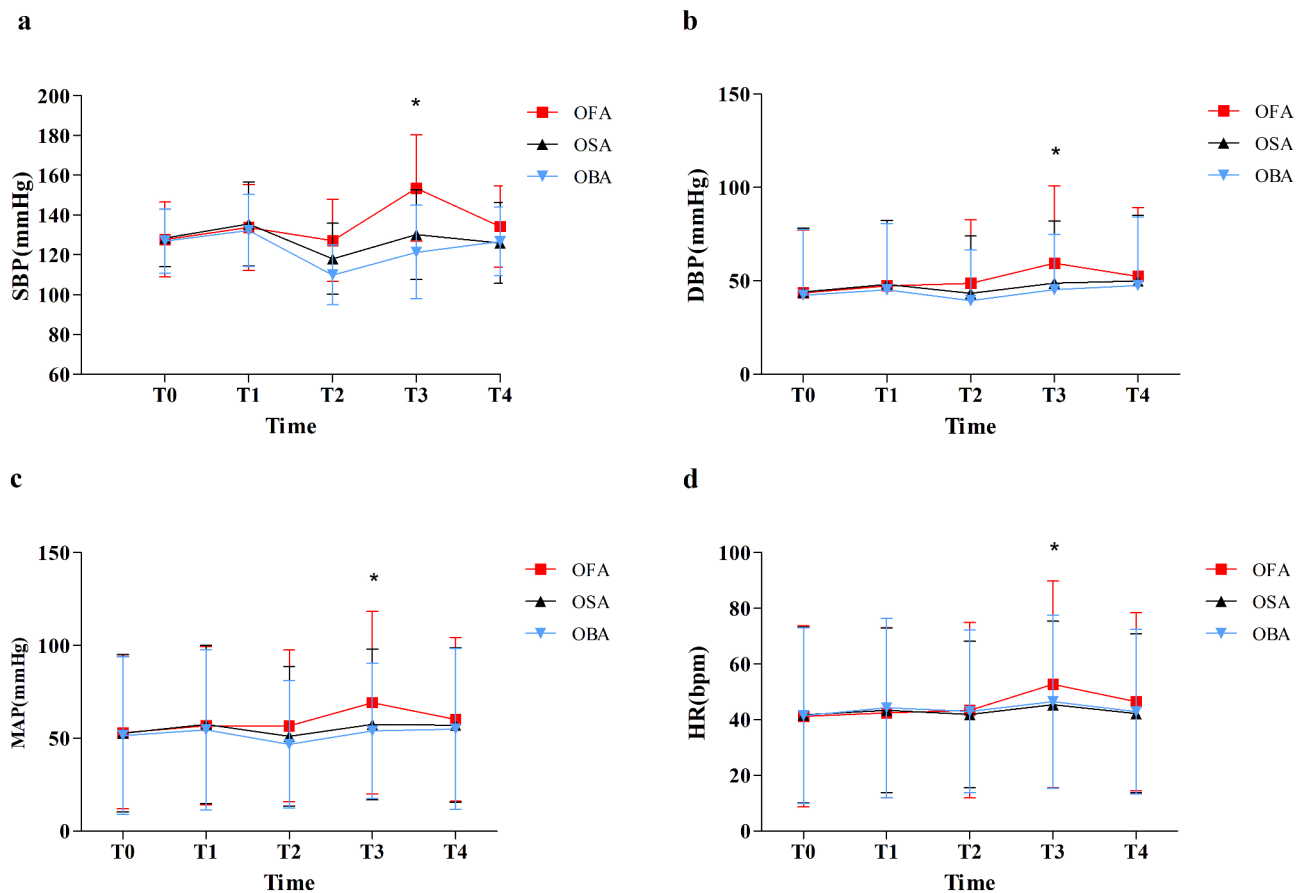 a
SBP(mmHg)
200
180
160
140
120
100
80
60
*
T0 T1 T2 T3 T4
Time
OFA
OSA
OBA
b
DBP(mmHg)
150
100
50
0
*
T0 T1 T2 T3 T4
Time
OFA
OSA
OBA
c
MAP(mmHg)
150
100
50
0
*
T0 T1 T2 T3 T4
Time
OFA
OSA
OBA
d
HR(bpm)
100
80
60
40
20
0
*
T0 T1 T2 T3 T4
Time
OFA
OSA
OBA